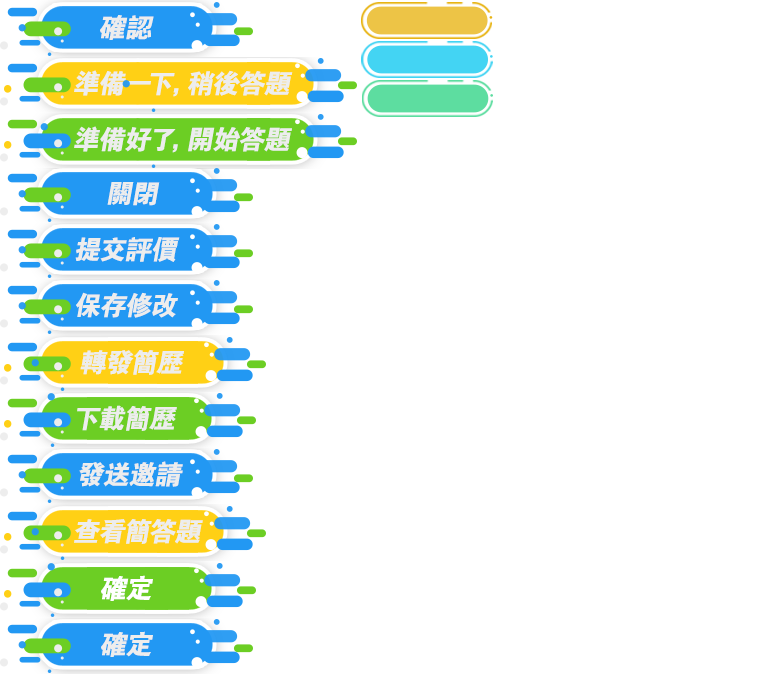 確認
準備一下, 稍後答題
準備好了, 開始答題
關閉
提交評價
保存修改
轉發簡歷
下載簡歷
發送邀請
查看簡答題
確定
確定